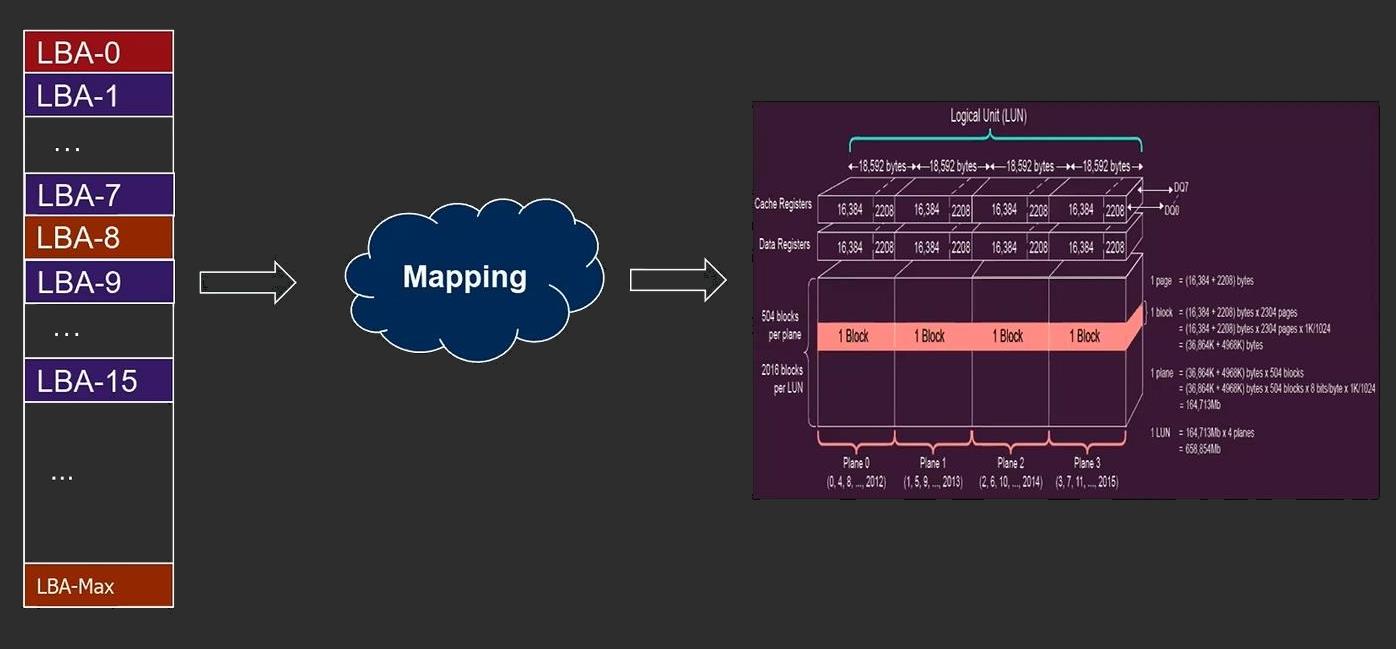 LBA-0
LBA-1
...
LBA-7
LBA-8
LBA-9
...
LBA-15
...
LBA-Max
Mapping
Logical Unit (LUN)
18,592 bytes 18,592 bytes 18,592 bytes 18,592 bytes
DQ7
DQ0
Cache Registers
16,384 2208 16,384 2208 16,384 2208 16,384 2208
Data Registers
16,384 2208 16,384 2208 16,384 2208 16,384 2208
504 blocks
per plane
2016 blocks
per LUN
1 Block 1 Block 1 Block 1 Block
Plane 0
(0, 4, 8, ..., 2012)
Plane 1
(1, 5, 9, ..., 2013)
Plane 2
(2, 6, 10, ..., 2014)
Plane 3
(3, 7, 11, ..., 2015)
1 page = (16,384 + 2208) bytes
1 block = (16,384 + 2208) bytes x 2304 pages
= (16,384 + 2208) bytes x 2304 pages x 1K/1024
= (36,864K + 4968K) bytes
1 plane = (36,864K + 4968K) bytes x 504 blocks
= (36,864K + 4968K) bytes x 504 blocks x 8 bits/byte x 1K/1024
= 164,713Mb
1 LUN = 164,713Mb x 4 planes
= 658,854Mb